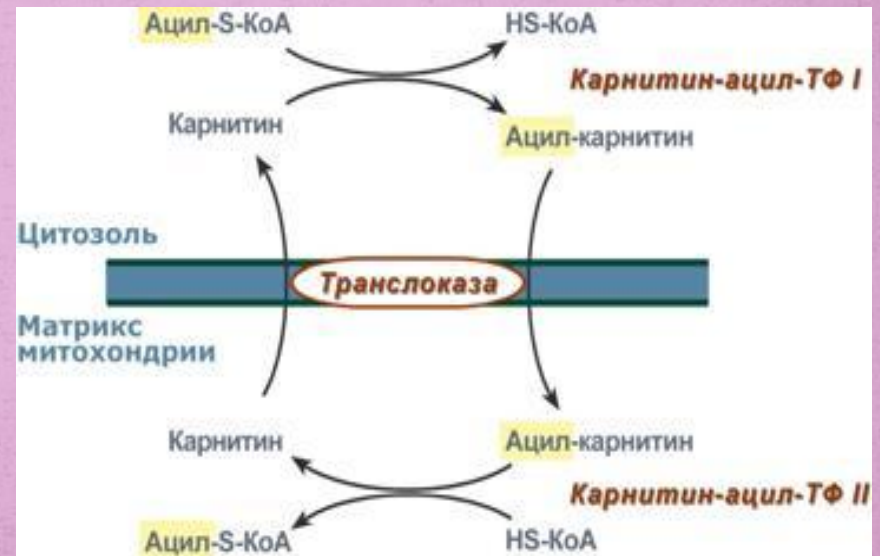 Ацил-S-КоА
HS-КоА
Карнитин-ацил-ТФ I
Карнитин
Ацил-карнитин
Цитозоль
Транслоказа
Матрикс
митохондрии
Карнитин
Ацил-карнитин
Карнитин-ацил-ТФ II
Ацил-S-КоА
HS-КоА